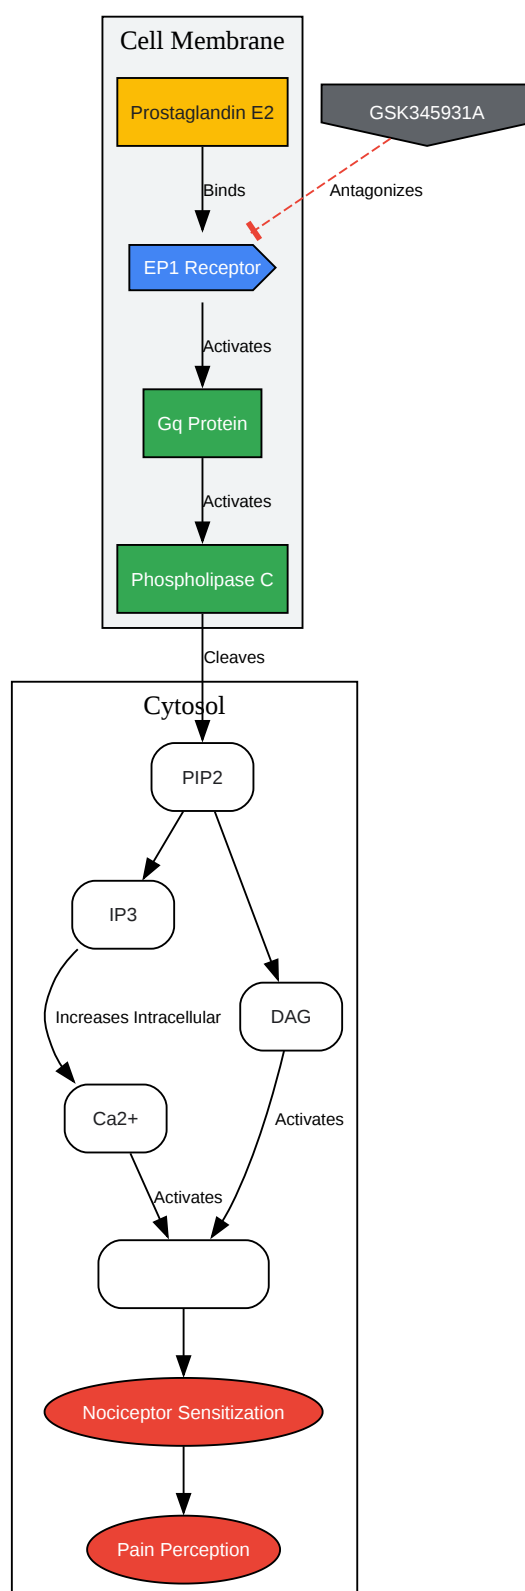 Cell Membrane
Prostaglandin E2
GSK345931A
Binds
Antagonizes
EP1 Receptor
Activates
Gq Protein
Activates
Phospholipase C
Cleaves
Cytosol
PIP2
IP3
Increases Intracellular
DAG
Ca2+
Activates
Activates
Nociceptor Sensitization
Pain Perception